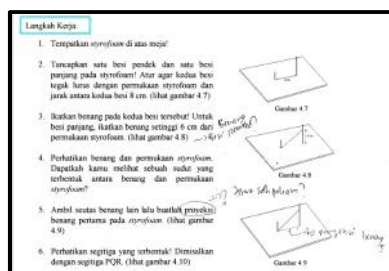 Langkah Kerja:
1. Tempatkan styrofoam di atas meja!
2. Tancapkan satu besi pendek dan satu besi
panjang pada styrofoam! Atur agar kedua besi
tegak lurus dengan permukaan styrofoam dan
jarak antara kedua besi 8 cm. (lihat gambar 4.7)
Gambar 4.7
3. Ikatkan benang pada kedua besi tersebut! Untuk
besi panjang, ikatkan benang setinggi 6 cm dari
permukaan styrofoam. (lihat gambar 4.8)
Benang
Gambar 4.8
4. Perhatikan benang dan permukaan styrofoam.
Dapatkah kamu melihat sebuah sudut yang
terbentuk antara benang dan permukaan
styrofoam?
5. Ambil seutas benang lain lalu buatlah proyeksi
benang pertama pada styrofoam. (lihat gambar
4.9)
6. Perhatikan segitiga yang terbentuk! Dimisalkan
dengan segitiga PQR. (lihat gambar 4.10)
Gambar 4.9